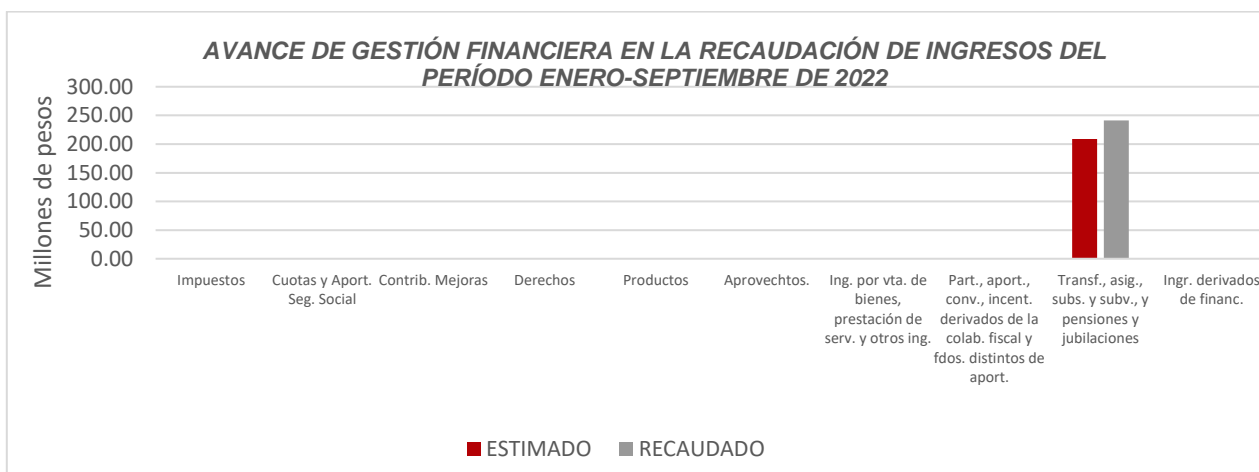 AVANCE DE GESTIÓN FINANCIERA EN LA RECAUDACIÓN DE INGRESOS DEL
PERÍODO ENERO-SEPTIEMBRE DE 2022
Millones de pesos
300.00
250.00
200.00
150.00
100.00
50.00
0.00
Impuestos
Cuotas y Aport.
Seg. Social
Contrib. Mejoras
Derechos
Productos
Aprovechtos.
Ing. por vta. de
bienes,
prestación de
serv. y otros ing.
Part., aport.,
conv., incent.
derivados de la
colab. fiscal y
fdos. distintos de
aport.
Transf., asig.,
subs. y subv., y
pensiones y
jubilaciones
Ingr. derivados
de financ.
ESTIMADO
RECAUDADO